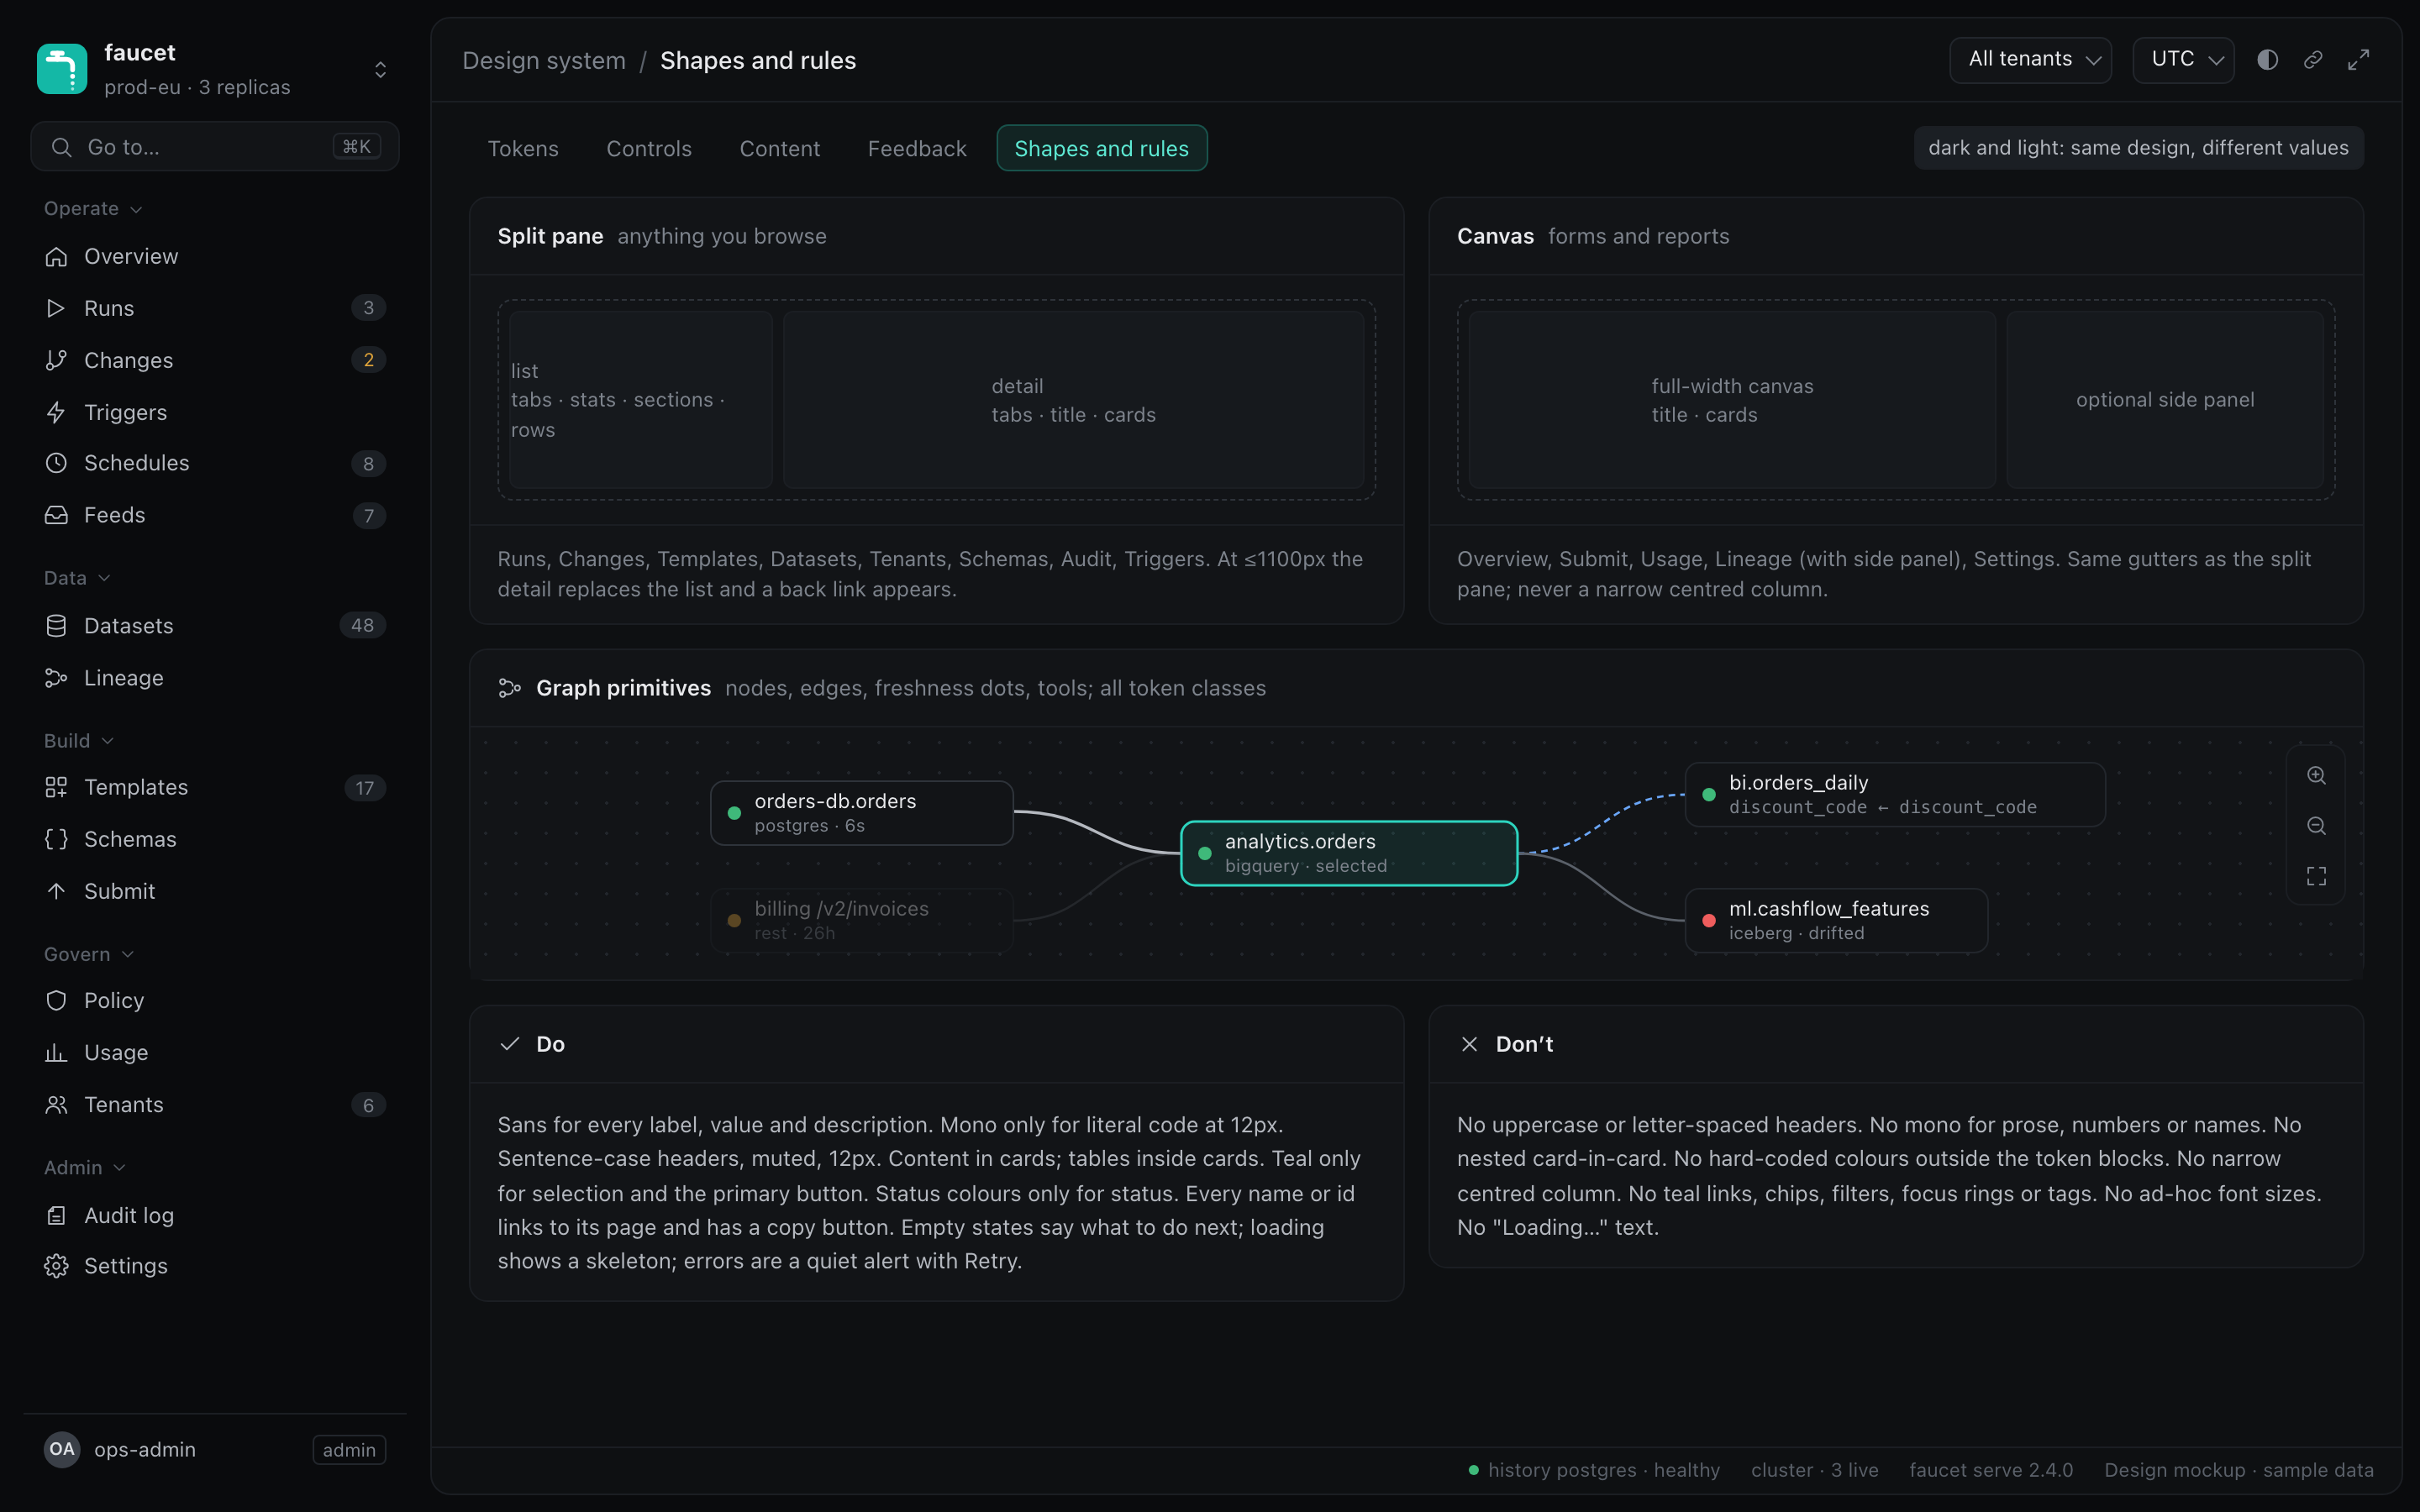 faucet
prod-eu · 3 replicas
Go to...
⌘K
Operate
Overview
Runs
3
Changes
2
Triggers
Schedules
8
Feeds
7
Data
Datasets
48
Lineage
Build
Templates
17
Schemas
Submit
Govern
Policy
Usage
Tenants
6
Admin
Audit log
Settings
OA
ops-admin
admin
Design system / Shapes and rules
All tenants
UTC
Tokens
Controls
Content
Feedback
Shapes and rules
dark and light: same design, different values
Split pane anything you browse
list
tabs · stats · sections ·
rows
detail
tabs · title · cards
Runs, Changes, Templates, Datasets, Tenants, Schemas, Audit, Triggers. At ≤1100px the
detail replaces the list and a back link appears.
Canvas forms and reports
full-width canvas
title · cards
optional side panel
Overview, Submit, Usage, Lineage (with side panel), Settings. Same gutters as the split
pane; never a narrow centred column.
Graph primitives nodes, edges, freshness dots, tools; all token classes
orders-db.orders
postgres · 6s
billing /v2/invoices
rest · 26h
analytics.orders
bigquery · selected
bi.orders_daily
discount_code ← discount_code
ml.cashflow_features
iceberg · drifted
Do
Sans for every label, value and description. Mono only for literal code at 12px.
Sentence-case headers, muted, 12px. Content in cards; tables inside cards. Teal only
for selection and the primary button. Status colours only for status. Every name or id
links to its page and has a copy button. Empty states say what to do next; loading
shows a skeleton; errors are a quiet alert with Retry.
Don’t
No uppercase or letter-spaced headers. No mono for prose, numbers or names. No
nested card-in-card. No hard-coded colours outside the token blocks. No narrow
centred column. No teal links, chips, filters, focus rings or tags. No ad-hoc font sizes.
No "Loading..." text.
history postgres · healthy
cluster · 3 live
faucet serve 2.4.0
Design mockup · sample data